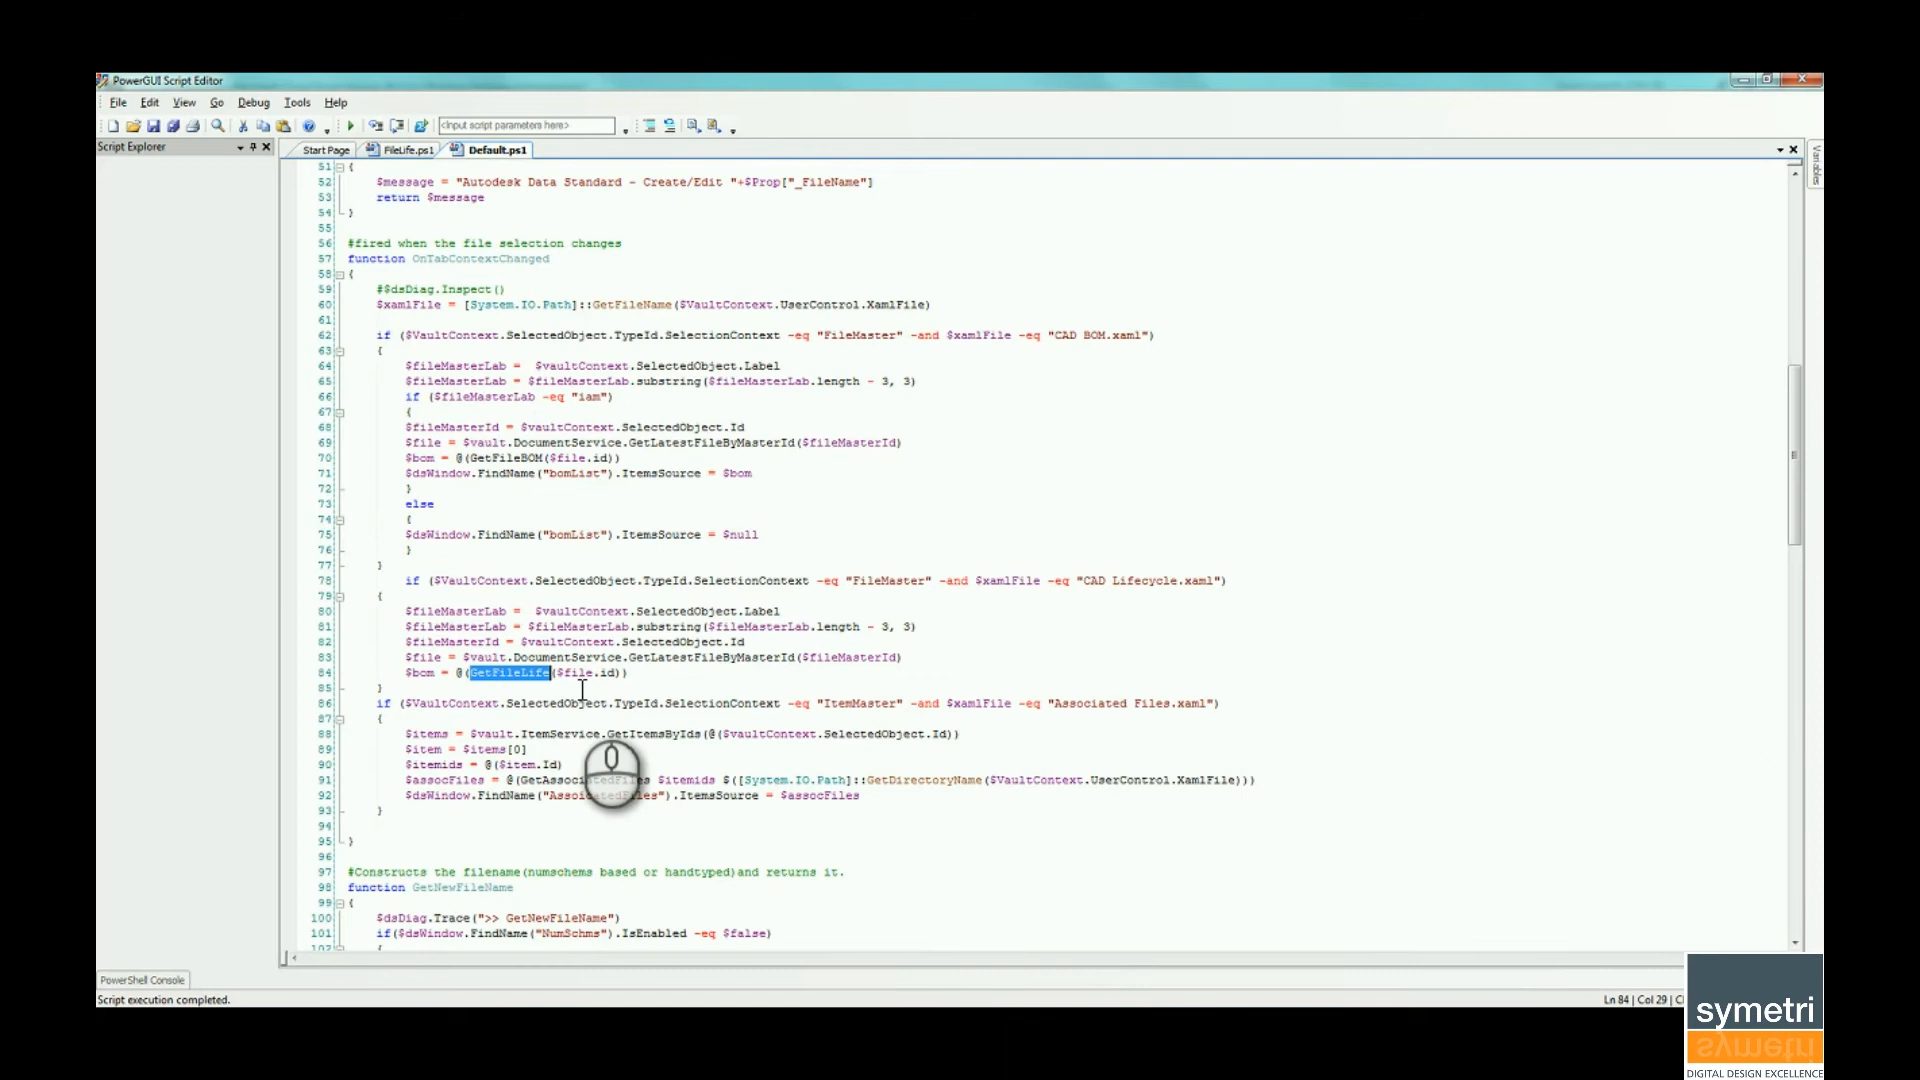 PowerGUI Script Editor
File Edit View Go Debug Tools Help
<input script parameters here>
Script Explorer
Start Page FileLife.ps1 Default.ps1
Variables
51 {
52 $message = "Autodesk Data Standard - Create/Edit "+$Prop["_FileName"]
53 return $message
54 }
55
56 #fired when the file selection changes
57 function OnTabContextChanged
58 {
59 #$dsDiag.Inspect()
60 $xamlFile = [System.IO.Path]::GetFileName($VaultContext.UserControl.XamlFile)
61
62 if ($VaultContext.SelectedObject.TypeId.SelectionContext -eq "FileMaster" -and $xamlFile -eq "CAD BOM.xaml")
63 {
64 $fileMasterLab = $vaultContext.SelectedObject.Label
65 $fileMasterLab = $fileMasterLab.substring($fileMasterLab.length - 3, 3)
66 if ($fileMasterLab -eq "iam")
67 {
68 $fileMasterId = $vaultContext.SelectedObject.Id
69 $file = $vault.DocumentService.GetLatestFileByMasterId($fileMasterId)
70 $bom = @(GetFileBOM($file.id))
71 $dsWindow.FindName("bomList").ItemsSource = $bom
72 }
73 else
74 {
75 $dsWindow.FindName("bomList").ItemsSource = $null
76 }
77 }
78 if ($VaultContext.SelectedObject.TypeId.SelectionContext -eq "FileMaster" -and $xamlFile -eq "CAD Lifecycle.xaml")
79 {
80 $fileMasterLab = $vaultContext.SelectedObject.Label
81 $fileMasterLab = $fileMasterLab.substring($fileMasterLab.length - 3, 3)
82 $fileMasterId = $vaultContext.SelectedObject.Id
83 $file = $vault.DocumentService.GetLatestFileByMasterId($fileMasterId)
84 $bom = @(GetFileLife($file.id))
85 }
86 if ($VaultContext.SelectedObject.TypeId.SelectionContext -eq "ItemMaster" -and $xamlFile -eq "Associated Files.xaml")
87 {
88 $items = $vault.ItemService.GetItemsByIds(@($vaultContext.SelectedObject.Id))
89 $item = $items[0]
90 $itemids = @($item.Id)
91 $assocFiles = @(GetAssociatedFiles $itemids $([System.IO.Path]::GetDirectoryName($VaultContext.UserControl.XamlFile)))
92 $dsWindow.FindName("AssoicatedFiles").ItemsSource = $assocFiles
93 }
94
95 }
96
97 #Constructs the filename(numschems based or handtyped)and returns it.
98 function GetNewFileName
99 {
100 $dsDiag.Trace(">> GetNewFileName")
101 if($dsWindow.FindName("NumSchms").IsEnabled -eq $false)
102 {
PowerShell Console
Script execution completed.
Ln 84 | Col 29 | C
symetri
DIGITAL DESIGN EXCELLENCE